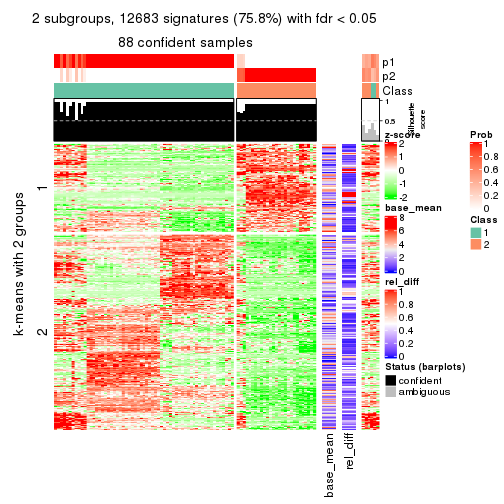 2 subgroups, 12683 signatures (75.8%) with fdr < 0.05
88 confident samples
p1
p2
Class
1
0.5
0
Silhouette
score
k-means with 2 groups
1
2
z-score
2
1
0
-1
-2
base_mean
8
6
4
2
0
rel_diff
1
0.8
0.6
0.4
0.2
0
Status (barplots)
confident
ambiguous
Prob
1
0.8
0.6
0.4
0.2
0
Class
1
2
base_mean
rel_diff